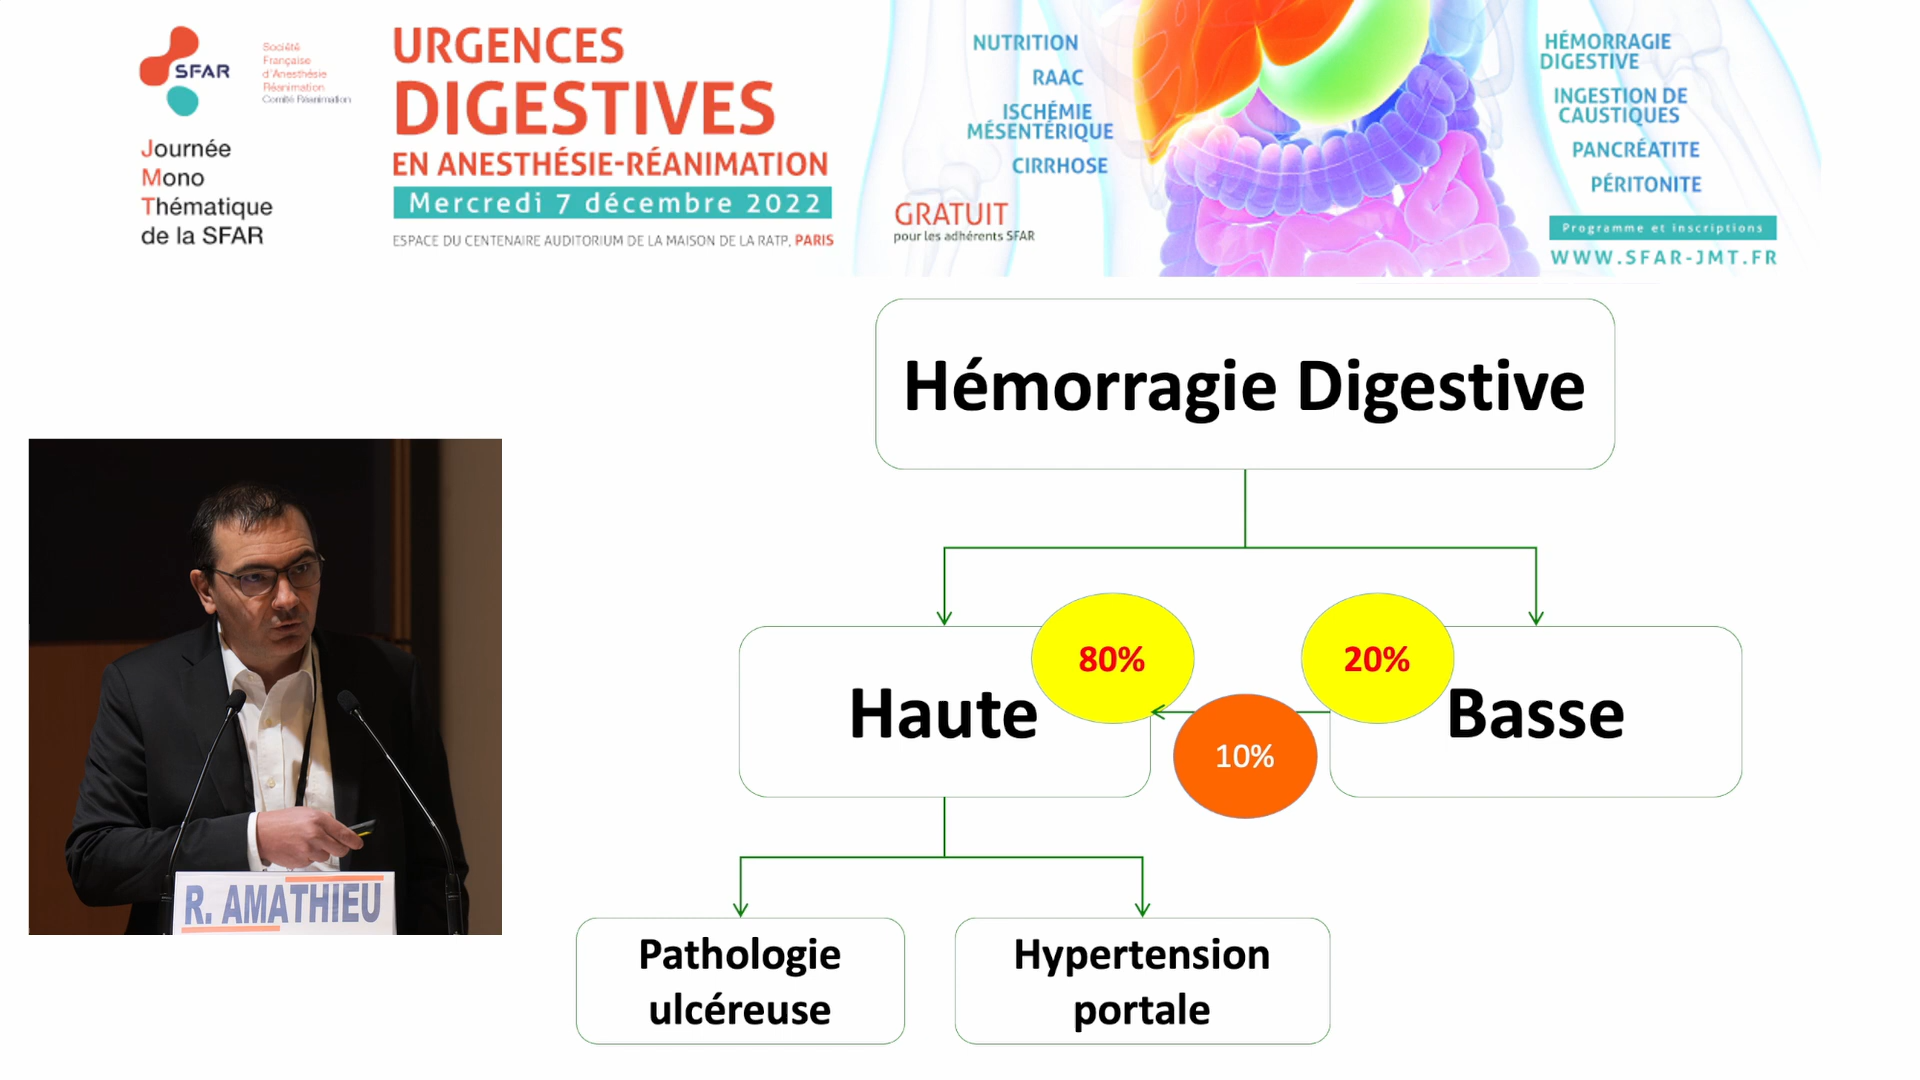 SFAR
Société
Française
d'Anesthésie
Réanimation
Comité Réanimation
Journée
Mono
Thématique
de la SFAR
URGENCES
DIGESTIVES
EN ANESTHÉSIE-RÉANIMATION
Mercredi 7 décembre 2022
ESPACE DU CENTENAIRE AUDITORIUM DE LA MAISON DE LA RATP, PARIS
NUTRITION
RAAC
ISCHÉMIE
MÉSENTÉRIQUE
CIRRHOSE
GRATUIT
pour les adhérents SFAR
HÉMORRAGIE
DIGESTIVE
INGESTION DE
CAUSTIQUES
PANCRÉATITE
PÉRITONITE
Programme et inscriptions
WWW.SFAR-JMT.FR
Hémorragie Digestive
80%
20%
Haute
Basse
10%
Pathologie
ulcéreuse
Hypertension
portale
R. AMATHIEU